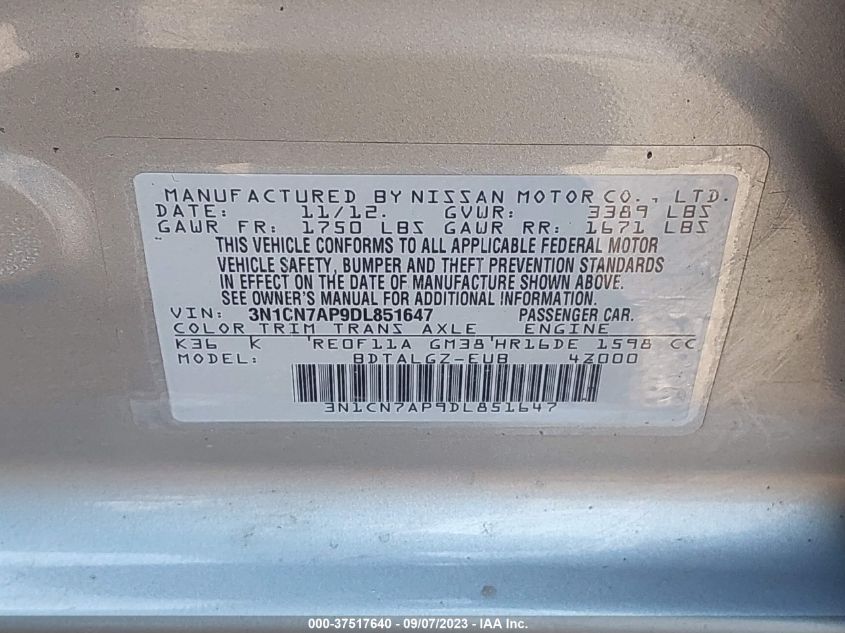 MANUFACTURED BY NISSAN MOTOR CO., LTD.
DATE: 11/12. GVWR: 3389 LBS
GAWR FR: 1750 LBS GAWR RR: 1671 LBS
THIS VEHICLE CONFORMS TO ALL APPLICABLE FEDERAL MOTOR
VEHICLE SAFETY, BUMPER AND THEFT PREVENTION STANDARDS
IN EFFECT ON THE DATE OF MANUFACTURE SHOWN ABOVE.
SEE OWNER'S MANUAL FOR ADDITIONAL INFORMATION.
VIN: 3N1CN7AP9DL851647 PASSENGER CAR.
COLOR TRIM TRANS AXLE ENGINE
K36 K 'RE0F11A GM38'HR16DE 1598 CC
MODEL: BDTALGZ-EUB 4Z000
3N1CN7AP9DL851647
000-37517640 - 09/07/2023 - © IAA, Inc.